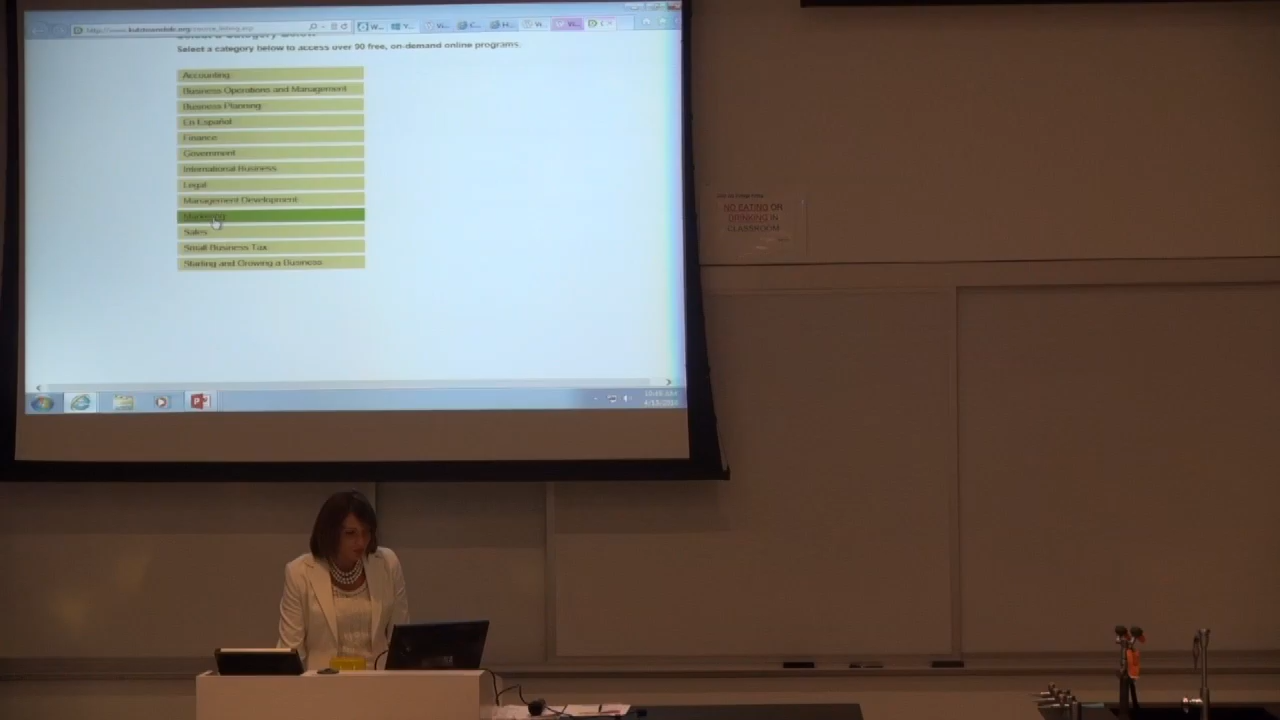 Select a category below to access over 90 free, on-demand online programs.
Accounting
Business Operations and Management
Business Planning
En Español
Finance
Government
International Business
Legal
Management Development
Marketing
Sales
Small Business Tax
Starting and Growing a Business
NO EATING OR
DRINKING IN
CLASSROOM